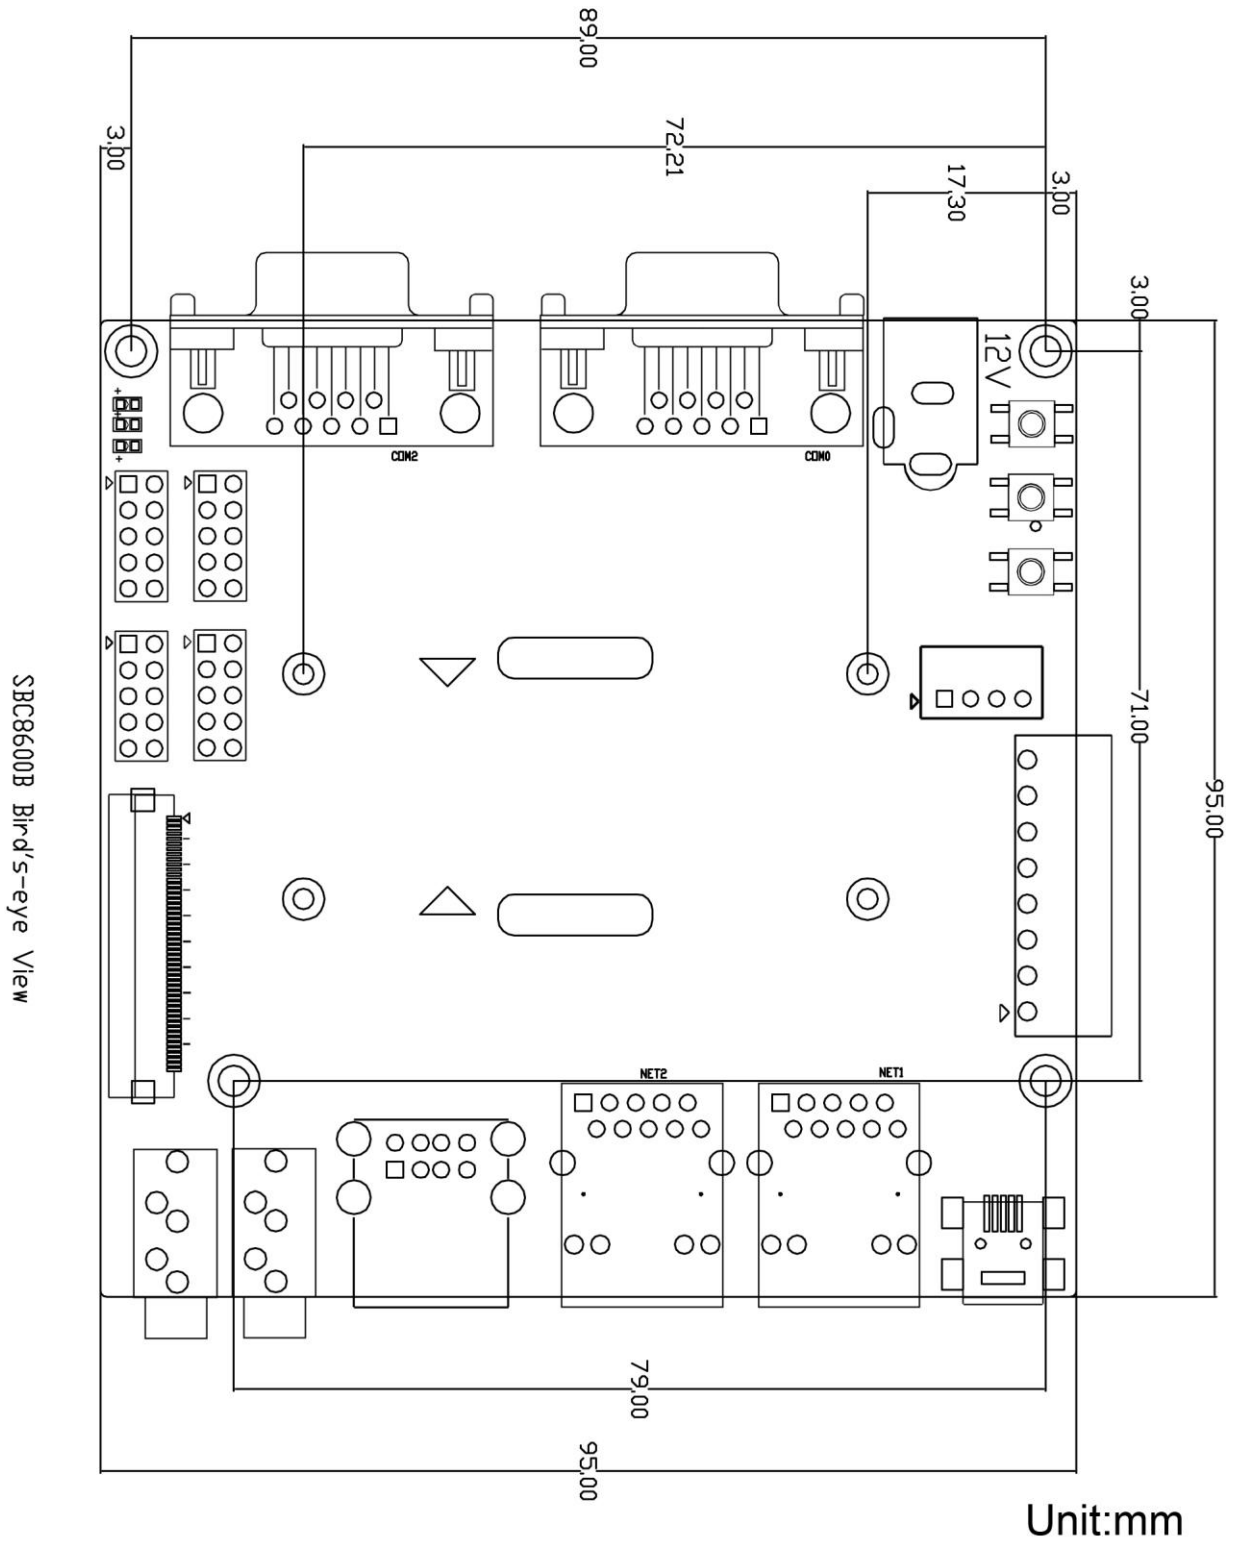 89.00
72.21
3.00
17.30
3.00
3.00
12V
COM2
COM0
+
+
+
SBC8600B Bird's-eye View
71.00
95.00
NET2
NET1
79.00
95.00
Unit:mm